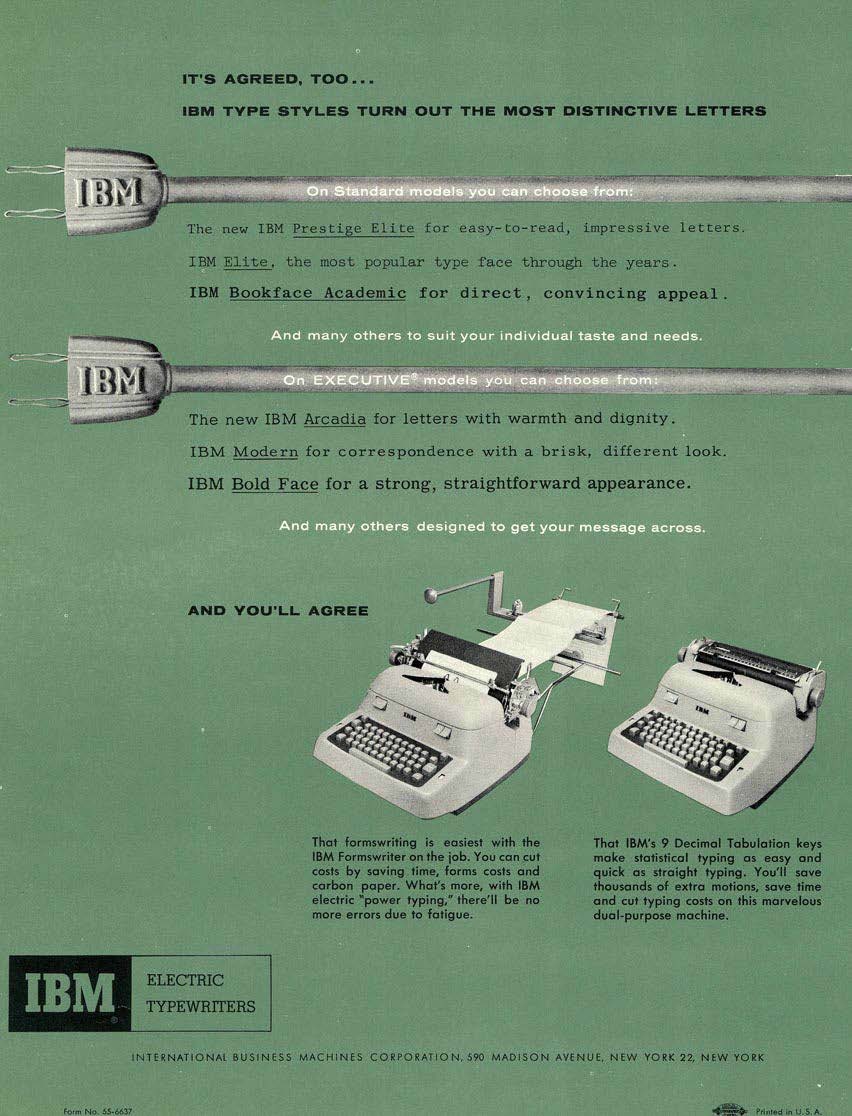 IT'S AGREED, TOO...
IBM TYPE STYLES TURN OUT THE MOST DISTINCTIVE LETTERS
IBM
On Standard models you can choose from:
The new IBM Prestige Elite for easy-to-read, impressive letters.
IBM Elite, the most popular type face through the years.
IBM Bookface Academic for direct, convincing appeal.
And many others to suit your individual taste and needs.
IBM
On EXECUTIVE® models you can choose from:
The new IBM Arcadia for letters with warmth and dignity.
IBM Modern for correspondence with a brisk, different look.
IBM Bold Face for a strong, straightforward appearance.
And many others designed to get your message across.
AND YOU'LL AGREE
IBM
IBM
That formswriting is easiest with the
IBM Formswriter on the job. You can cut
costs by saving time, forms costs and
carbon paper. What's more, with IBM
electric "power typing," there'll be no
more errors due to fatigue.
That IBM's 9 Decimal Tabulation keys
make statistical typing as easy and
quick as straight typing. You'll save
thousands of extra motions, save time
and cut typing costs on this marvelous
dual-purpose machine.
IBM®
ELECTRIC
TYPEWRITERS
INTERNATIONAL BUSINESS MACHINES CORPORATION, 590 MADISON AVENUE, NEW YORK 22, NEW YORK
Form No. 55-6637
Printed in U.S.A.